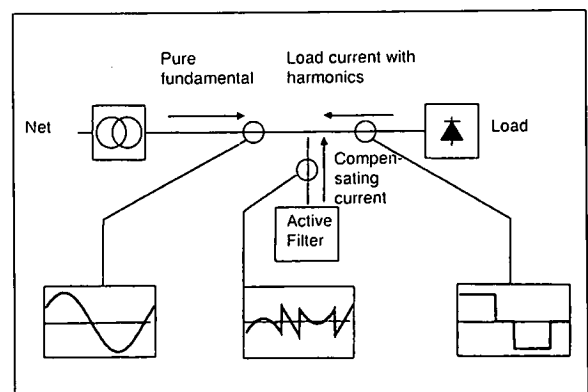 Pure
fundamental
Load current with
harmonics
Net
Load
Compen-
sating
current
Active
Filter